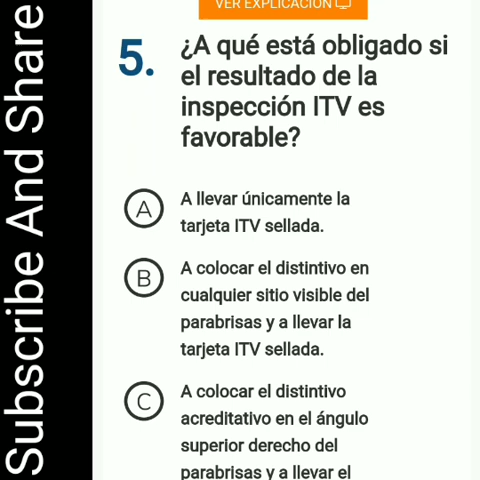 VER EXPLICACIÓN
5. ¿A qué está obligado si
el resultado de la
inspección ITV es
favorable?
A A llevar únicamente la
tarjeta ITV sellada.
B A colocar el distintivo en
cualquier sitio visible del
parabrisas y a llevar la
tarjeta ITV sellada.
C A colocar el distintivo
acreditativo en el ángulo
superior derecho del
parabrisas y a llevar el
Subscribe And Share